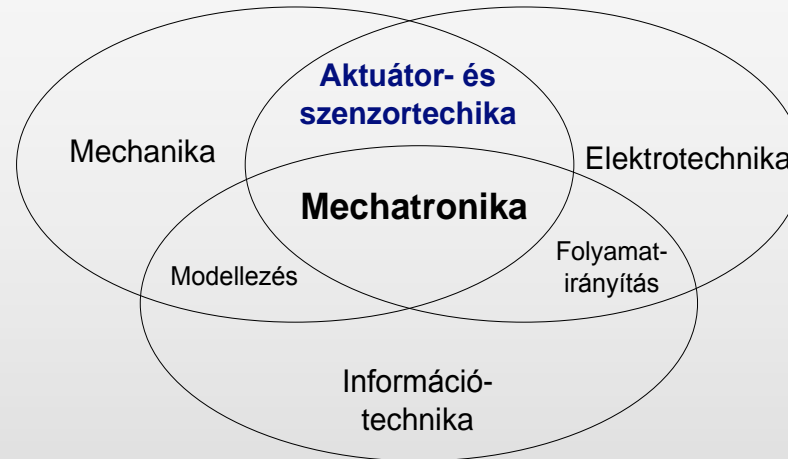 Aktuátor- és
szenzortechika
Mechanika
Elektrotechnika
Mechatronika
Modellezés
Folyamat-
irányítás
Információ-
technika